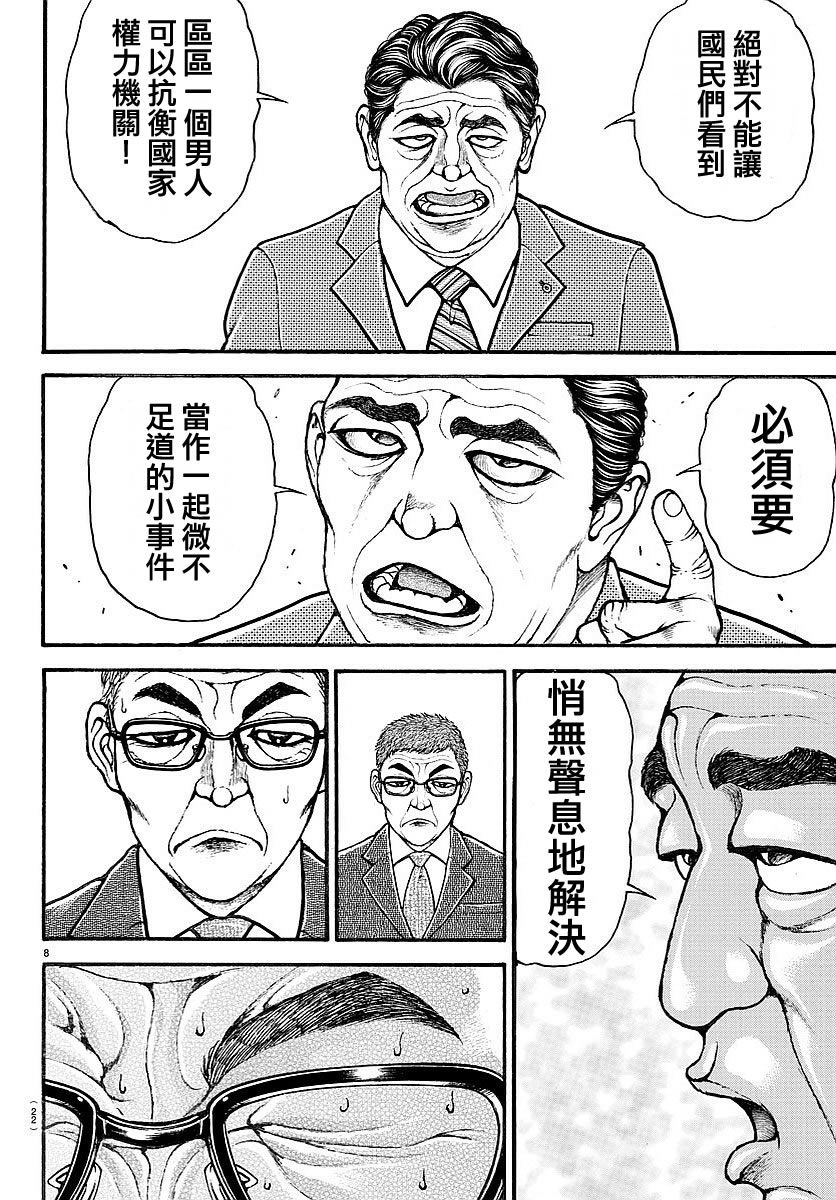 絕對不能讓
國民們看到
區區一個男人
可以抗衡國家
權力機關！
必須要
當作一起微不
足道的小事件
悄無聲息地解決
8
(22)